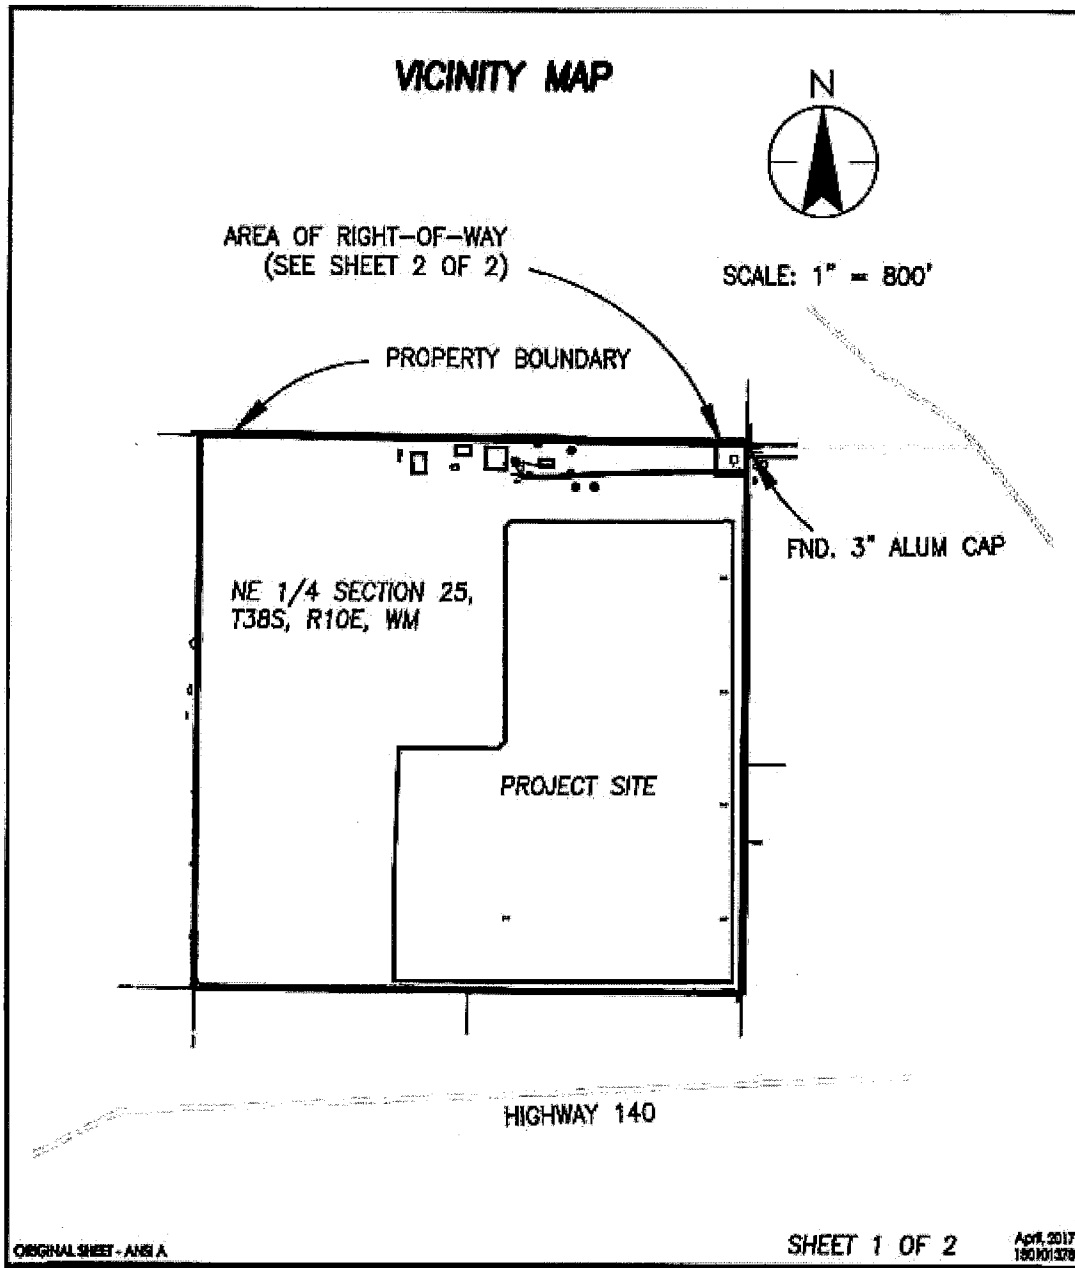 VICINITY MAP
N
AREA OF RIGHT-OF-WAY
(SEE SHEET 2 OF 2)
SCALE: 1" = 800'
PROPERTY BOUNDARY
FND. 3" ALUM CAP
NE 1/4 SECTION 25,
T38S, R10E, WM
PROJECT SITE
HIGHWAY 140
ORIGINAL SHEET - ANSI A
SHEET 1 OF 2
April, 2017